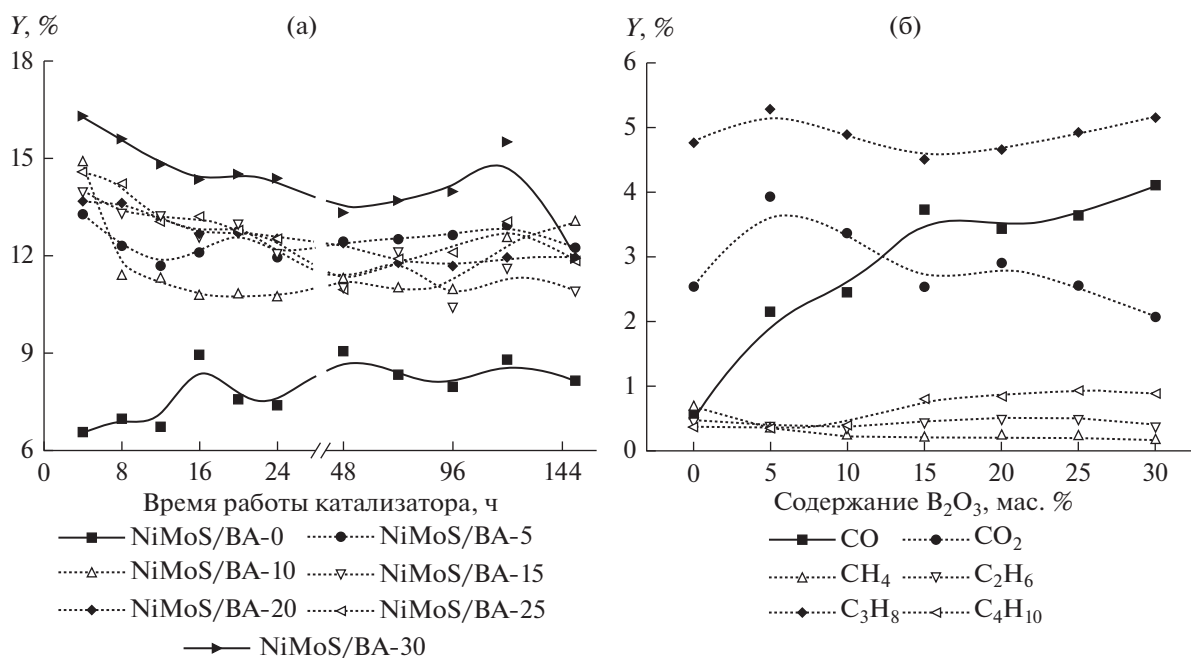 Y, % (а)
18
15
12
9
6
0 8 16 24 48 96 144
Время работы катализатора, ч
NiMoS/BA-0 NiMoS/BA-5
NiMoS/BA-10 NiMoS/BA-15
NiMoS/BA-20 NiMoS/BA-25
NiMoS/BA-30
Y, % (б)
6
5
4
3
2
1
0
0 5 10 15 20 25 30
Содержание B₂O₃, мас. %
CO CO₂
CH₄ C₂H₆
C₃H₈ C₄H₁₀